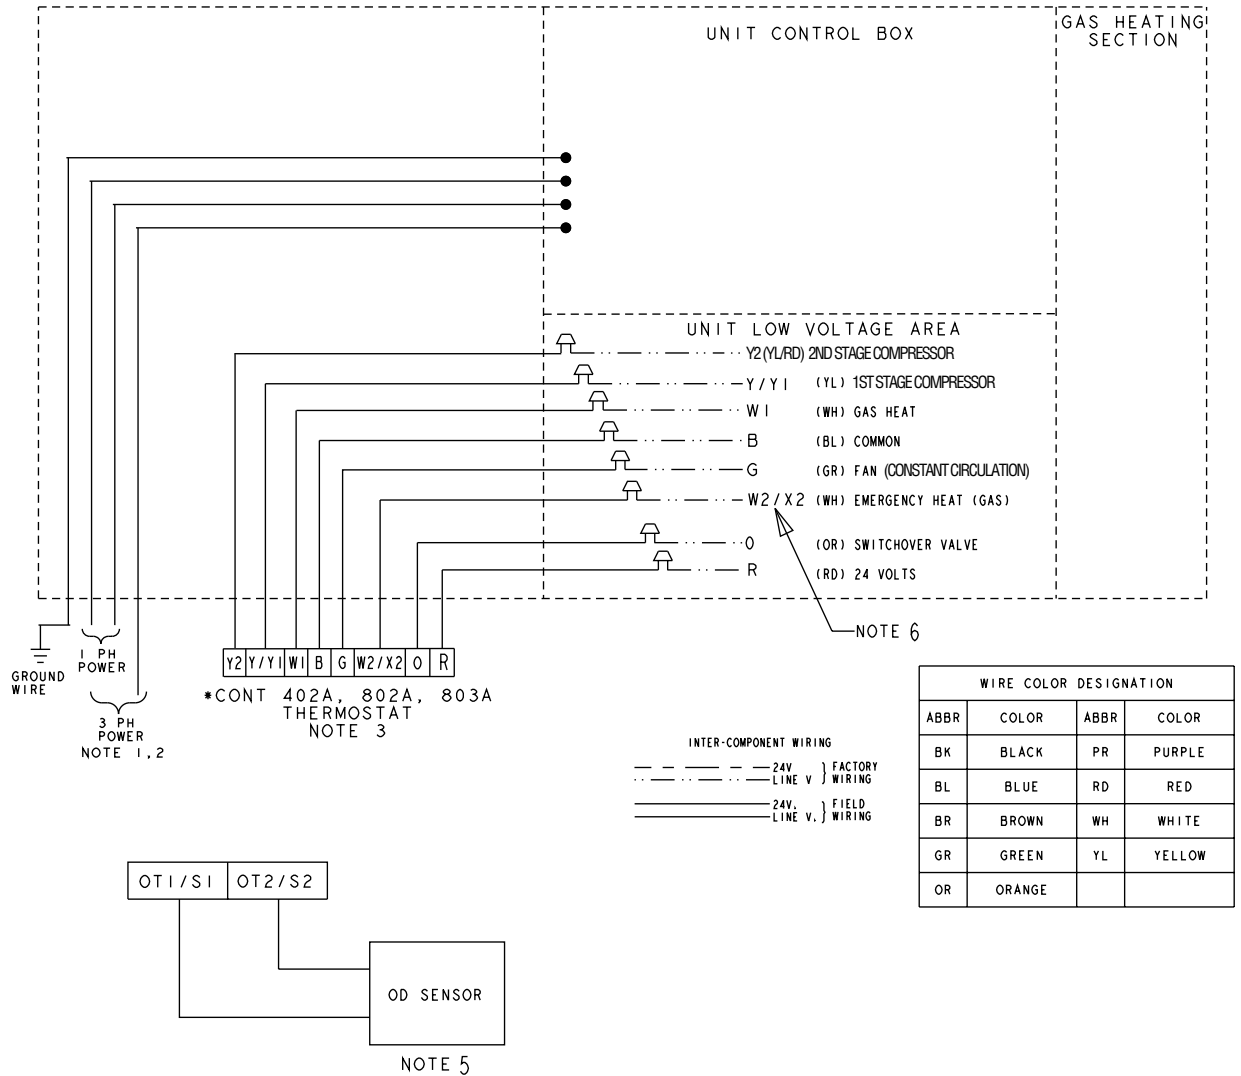 UNIT CONTROL BOX
GAS HEATING
SECTION
UNIT LOW VOLTAGE AREA
Y2 (YL/RD) 2ND STAGE COMPRESSOR
Y/Y1 (YL) 1ST STAGE COMPRESSOR
W1 (WH) GAS HEAT
B (BL) COMMON
G (GR) FAN (CONSTANT CIRCULATION)
W2/X2 (WH) EMERGENCY HEAT (GAS)
O (OR) SWITCHOVER VALVE
R (RD) 24 VOLTS
NOTE 6
GROUND
WIRE
1 PH
POWER
3 PH
POWER
NOTE 1,2
Y2 Y/Y1 W1 B G W2/X2 O R
*CONT 402A, 802A, 803A
THERMOSTAT
NOTE 3
INTER-COMPONENT WIRING
24V
LINE V
FACTORY
WIRING
24V.
LINE V.
FIELD
WIRING
WIRE COLOR DESIGNATION
ABBR COLOR ABBR COLOR
BK BLACK PR PURPLE
BL BLUE RD RED
BR BROWN WH WHITE
GR GREEN YL YELLOW
OR ORANGE
OT1/S1 OT2/S2
OD SENSOR
NOTE 5